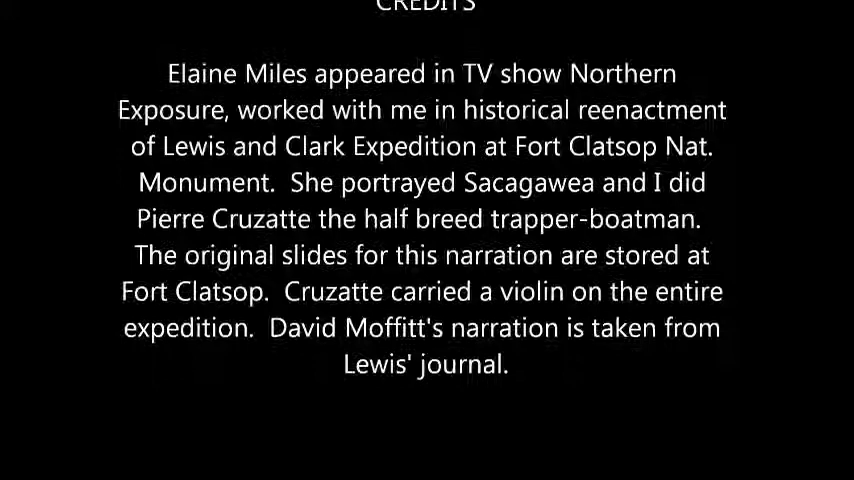 CREDITS
Elaine Miles appeared in TV show Northern
Exposure, worked with me in historical reenactment
of Lewis and Clark Expedition at Fort Clatsop Nat.
Monument.  She portrayed Sacagawea and I did
Pierre Cruzatte the half breed trapper-boatman.
The original slides for this narration are stored at
Fort Clatsop.  Cruzatte carried a violin on the entire
expedition.  David Moffitt's narration is taken from
Lewis' journal.